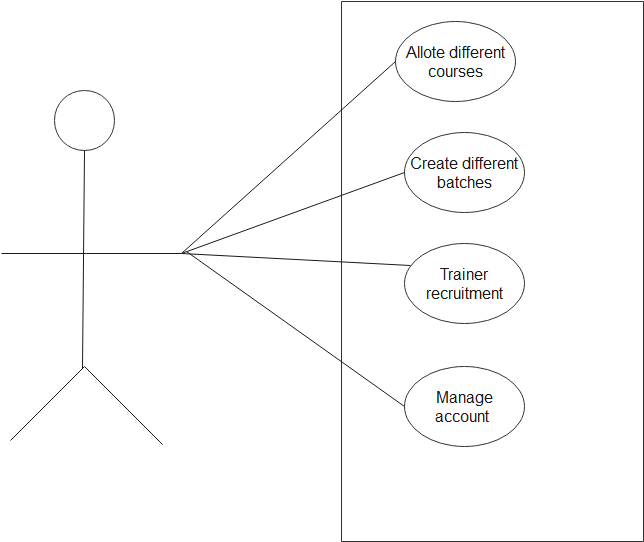 Allote different
courses
Create different
batches
Trainer
recruitment
Manage
account